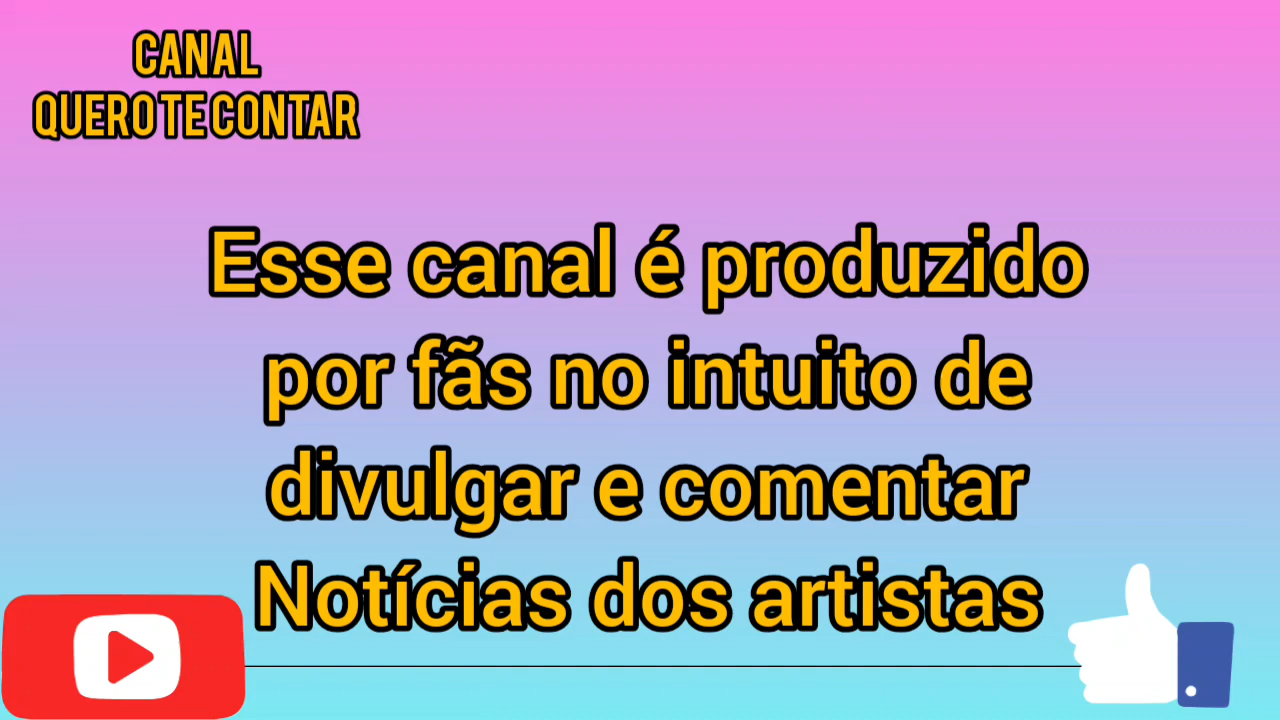 CANAL
QUERO TE CONTAR
Esse canal é produzido
por fãs no intuito de
divulgar e comentar
Notícias dos artistas